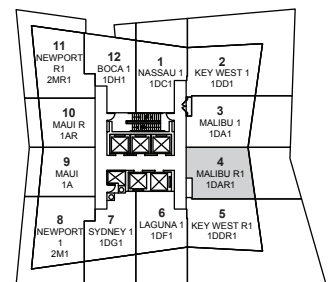 11
NEWPORT
R1
2MR1
12
BOCA 1
1DH1
1
NASSAU 1
1DC1
2
KEY WEST 1
1DD1
10
MAUI R
1AR
3
MALIBU 1
1DA1
9
MAUI
1A
4
MALIBU R1
1DAR1
8
NEWPORT
1
2M1
7
SYDNEY 1
1DG1
6
LAGUNA 1
1DF1
5
KEY WEST R1
1DDR1